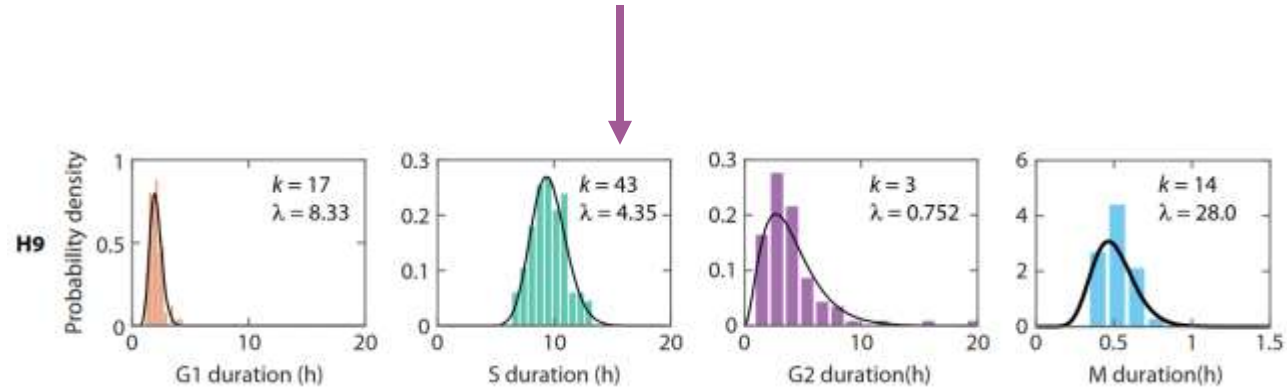 H9
Probability density
1
0.5
0
k = 17
λ = 8.33
0 10 20
G1 duration (h)
0.3
0.2
0.1
0
k = 43
λ = 4.35
0 10 20
S duration (h)
0.3
0.2
0.1
0
k = 3
λ = 0.752
0 5 10 15 20
G2 duration(h)
6
4
2
0
k = 14
λ = 28.0
0 0.5 1 1.5
M duration(h)